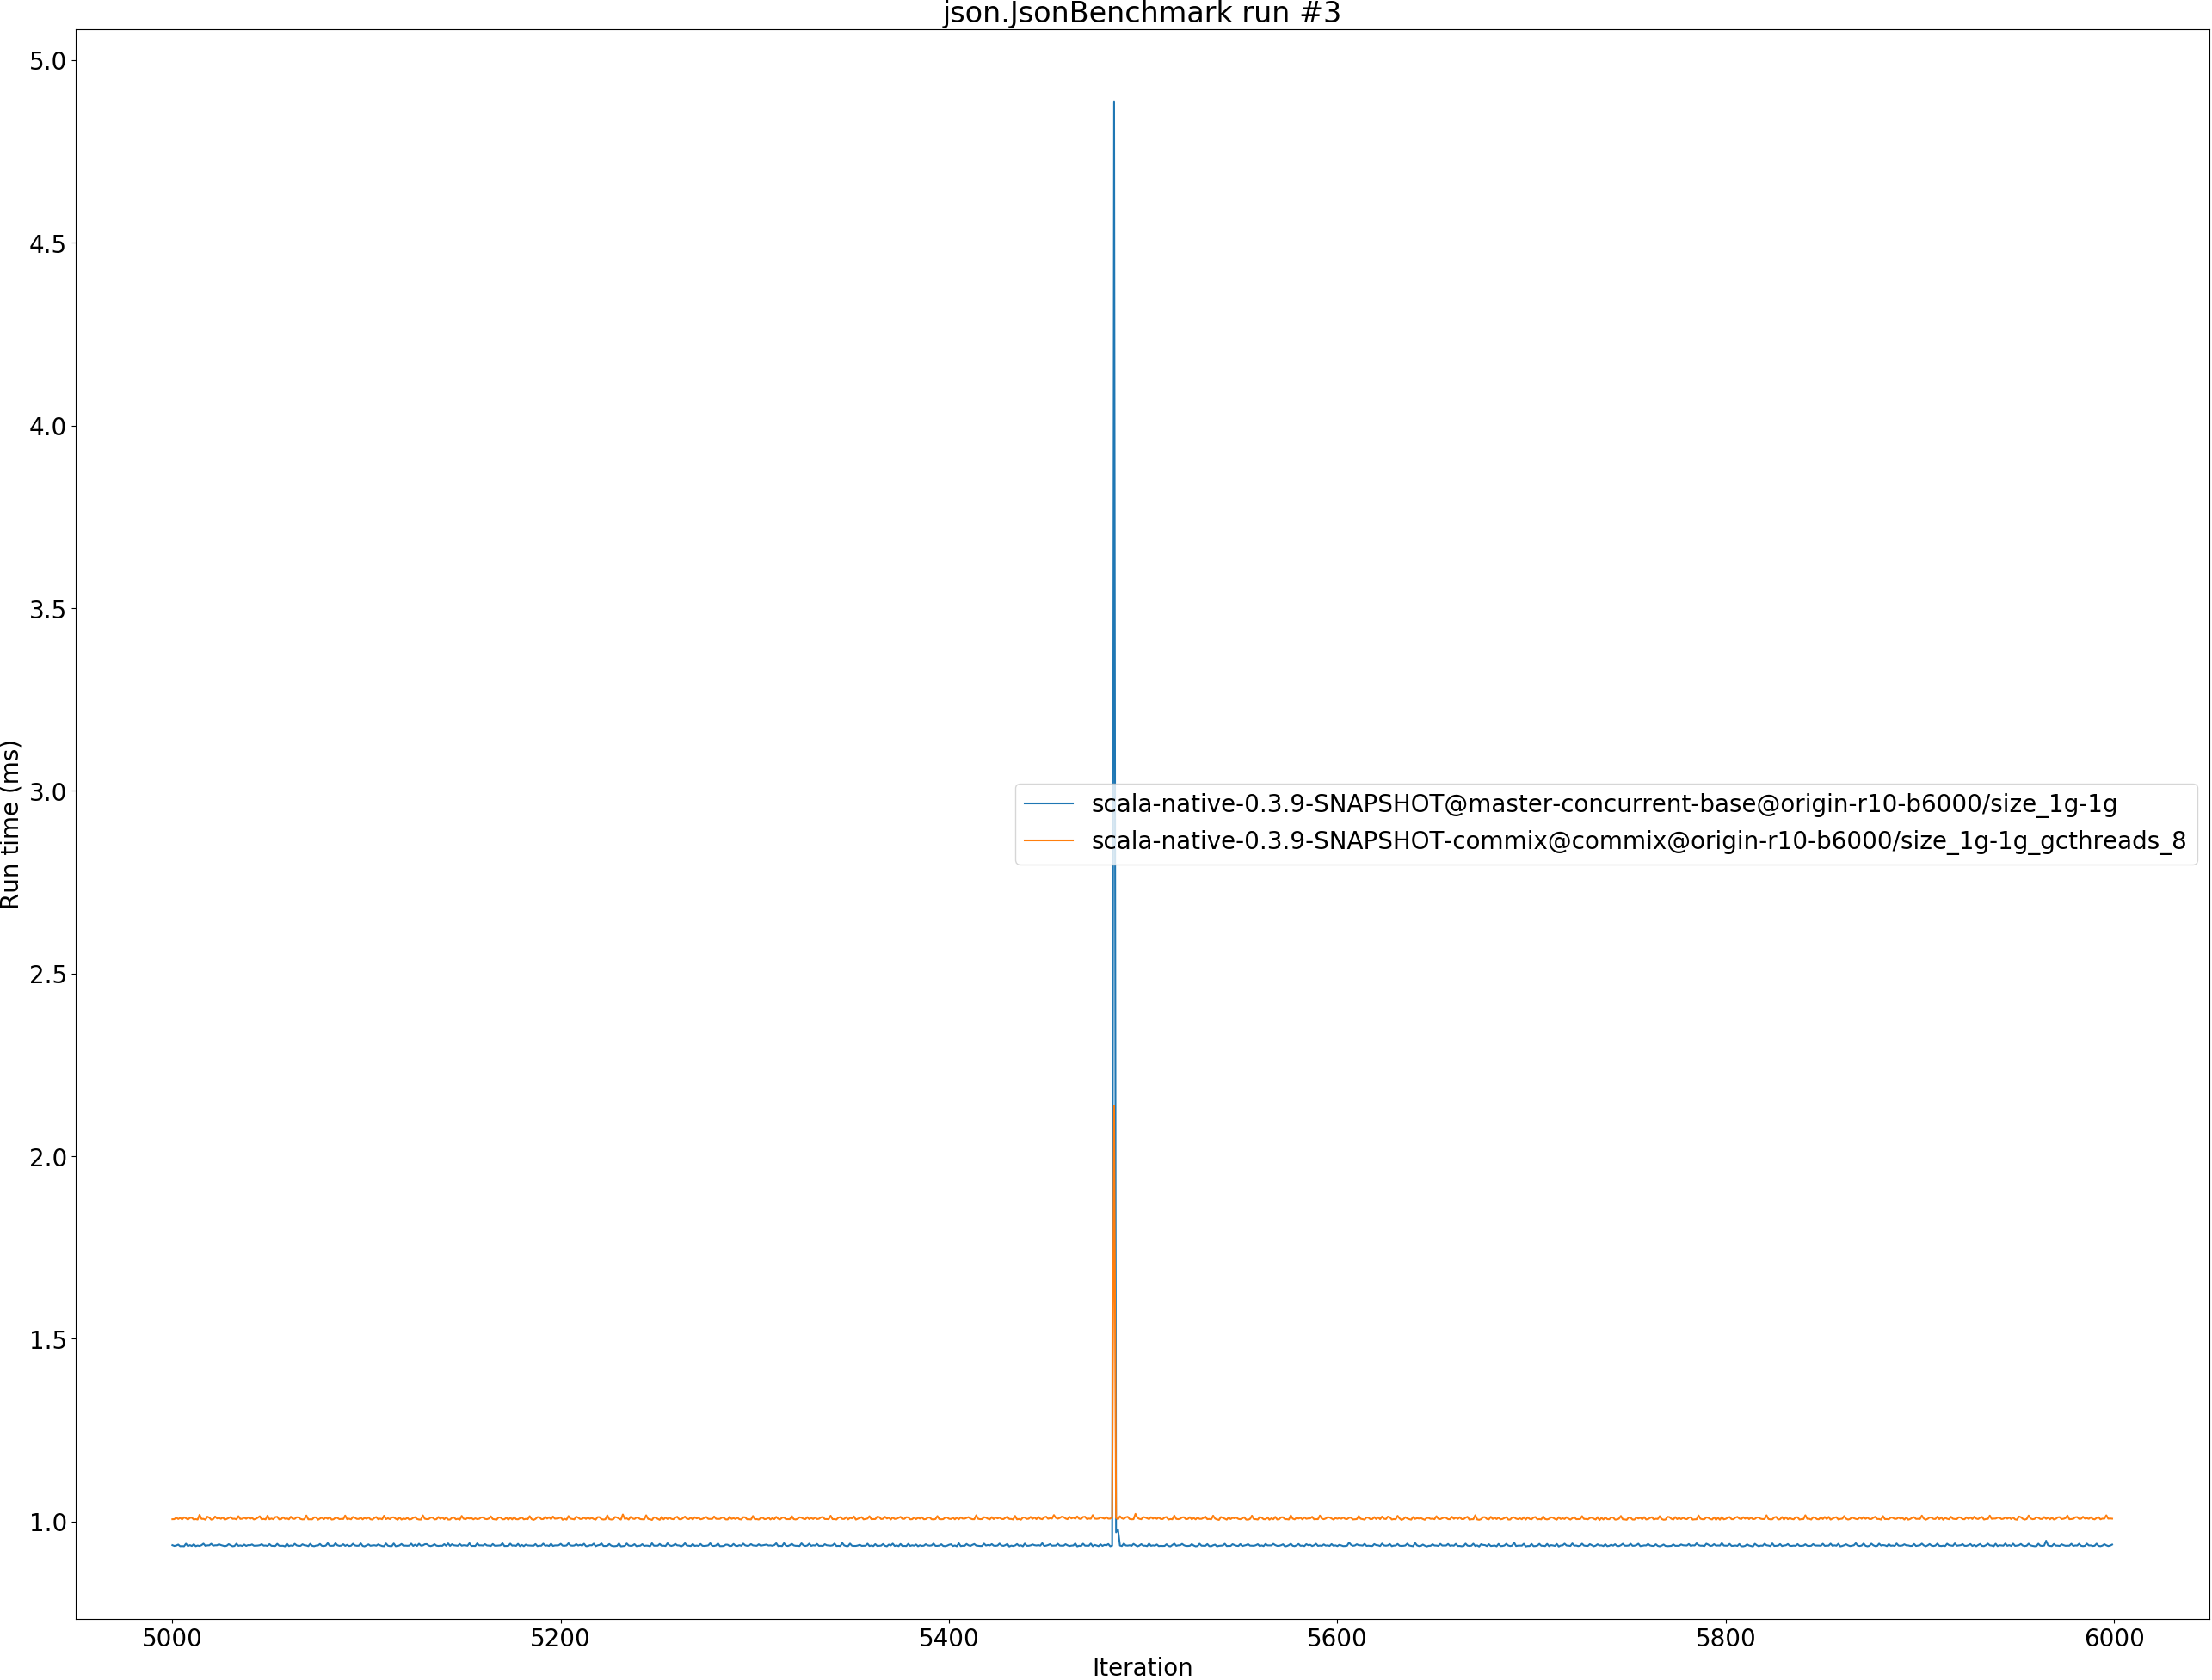 json.JsonBenchmark run #3
Run time (ms)
5.0
4.5
4.0
3.5
3.0
2.5
2.0
1.5
1.0
scala-native-0.3.9-SNAPSHOT@master-concurrent-base@origin-r10-b6000/size_1g-1g
scala-native-0.3.9-SNAPSHOT-commix@commix@origin-r10-b6000/size_1g-1g_gcthreads_8
5000 5200 5400 5600 5800 6000
Iteration